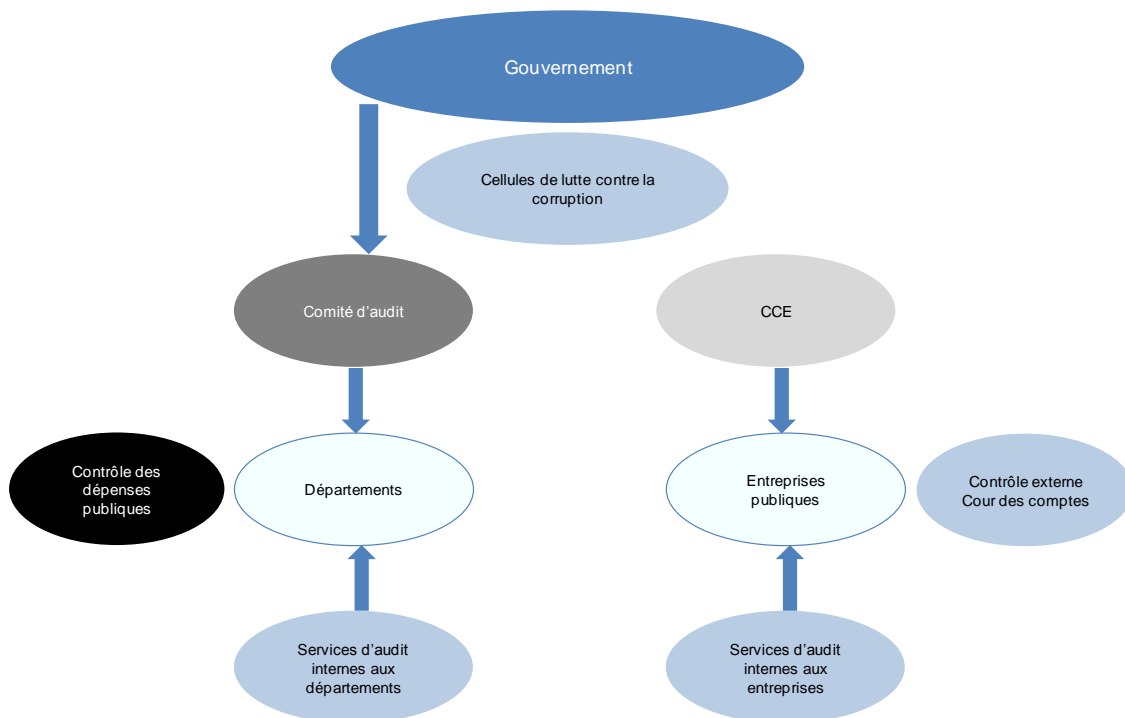 Gouvernement
Cellules de lutte contre la
corruption
Comité d’audit
CCE
Contrôle des
dépenses
publiques
Départements
Entreprises
publiques
Contrôle externe
Cour des comptes
Services d’audit
internes aux
départements
Services d’audit
internes aux
entreprises